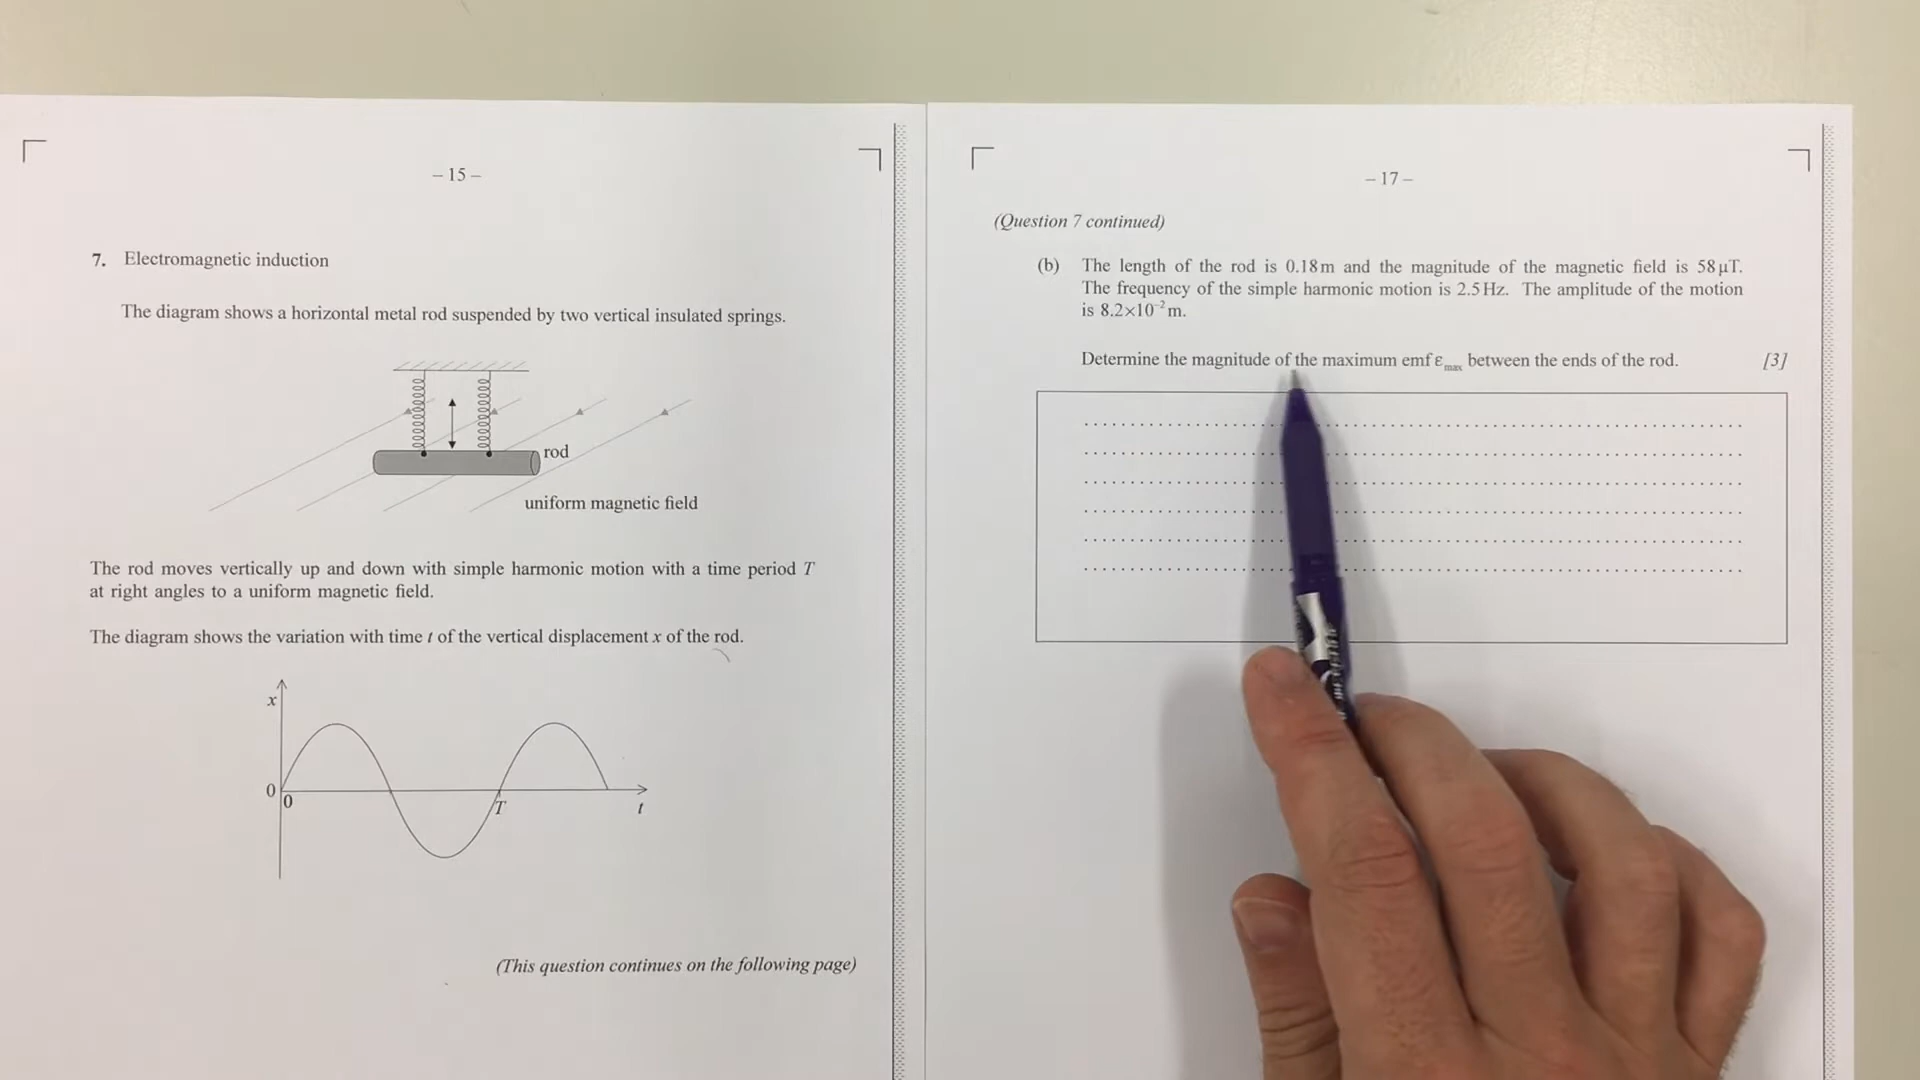 – 15 –
7. Electromagnetic induction
The diagram shows a horizontal metal rod suspended by two vertical insulated springs.
rod
uniform magnetic field
The rod moves vertically up and down with simple harmonic motion with a time period T
at right angles to a uniform magnetic field.
The diagram shows the variation with time t of the vertical displacement x of the rod.
x
0
0
T
t
(This question continues on the following page)
– 17 –
(Question 7 continued)
(b) The length of the rod is 0.18 m and the magnitude of the magnetic field is 58 µT.
The frequency of the simple harmonic motion is 2.5 Hz. The amplitude of the motion
is 8.2×10⁻² m.
Determine the magnitude of the maximum emf εmax between the ends of the rod. [3]